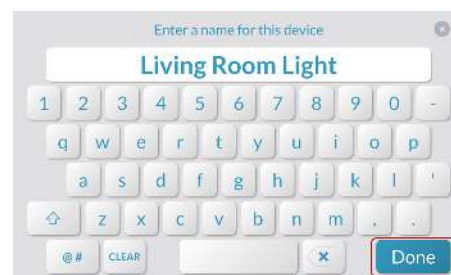 Enter a name for this device
Living Room Light
1 2 3 4 5 6 7 8 9 0 -
q w e r t y u i o p
a s d f g h j k l '
z x c v b n m , .
@# CLEAR Done